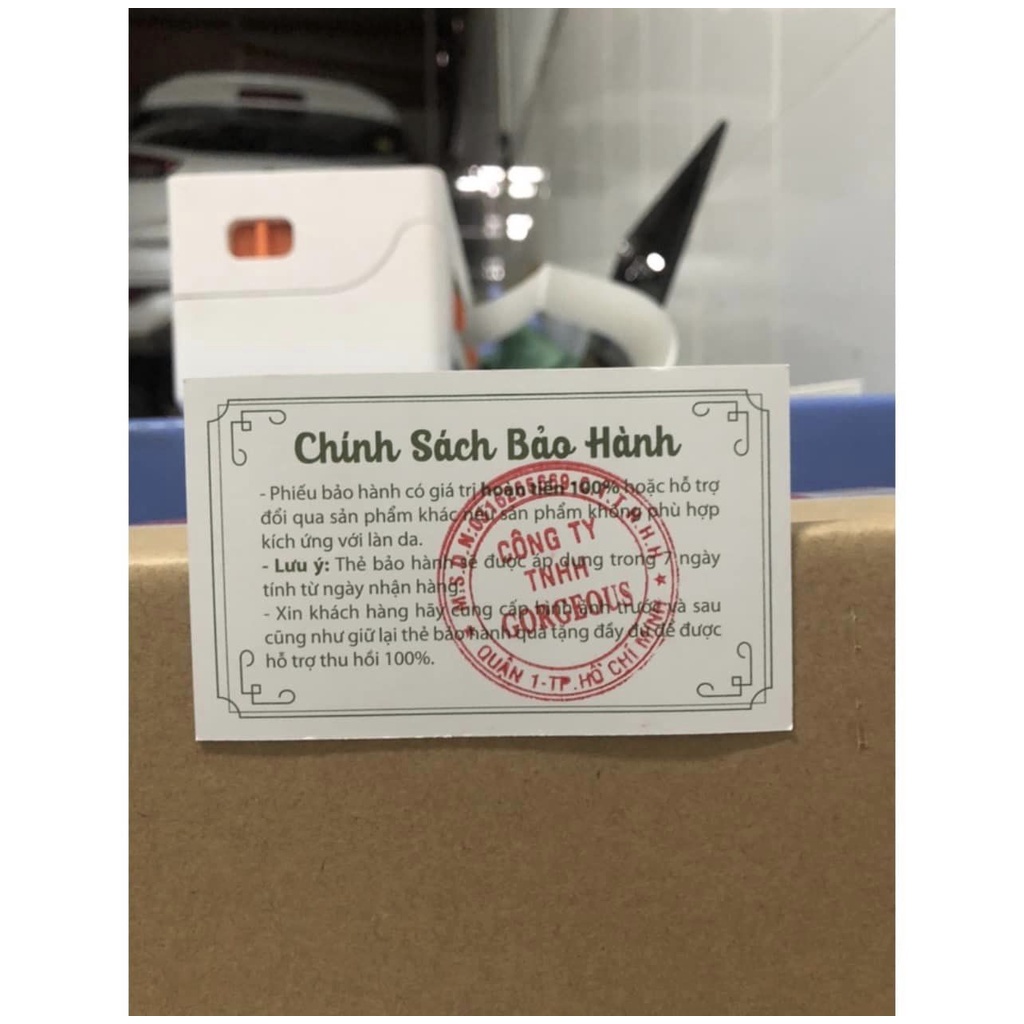 Chính Sách Bảo Hành
- Phiếu bảo hành có giá trị hoàn tiền 100% hoặc hỗ trợ
đổi qua sản phẩm khác nếu sản phẩm không phù hợp
kích ứng với làn da.
- Lưu ý: Thẻ bảo hành sẽ được áp dụng trong 7 ngày
tính từ ngày nhận hàng.
- Xin khách hàng hãy cung cấp hình ảnh trước và sau
cũng như giữ lại thẻ bảo hành quà tặng đầy đủ để được
hỗ trợ thu hồi 100%.
CÔNG TY
TNHH
GORGEOUS
QUẬN 1-TP.HỒ CHÍ MINH